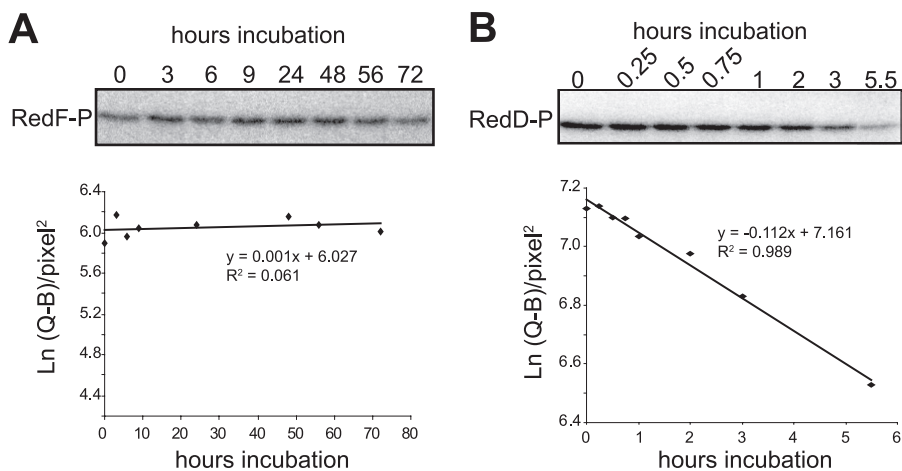 A
hours incubation
0 3 6 9 24 48 56 72
RedF-P
6.4
6.0
5.6
5.2
4.8
4.4
Ln (Q-B)/pixel²
y = 0.001x + 6.027
R² = 0.061
0 10 20 30 40 50 60 70 80
hours incubation
B
hours incubation
0 0.25 0.5 0.75 1 2 3 5.5
RedD-P
7.2
7.0
6.8
6.6
6.4
Ln (Q-B)/pixel²
y = -0.112x + 7.161
R² = 0.989
0 1 2 3 4 5 6
hours incubation